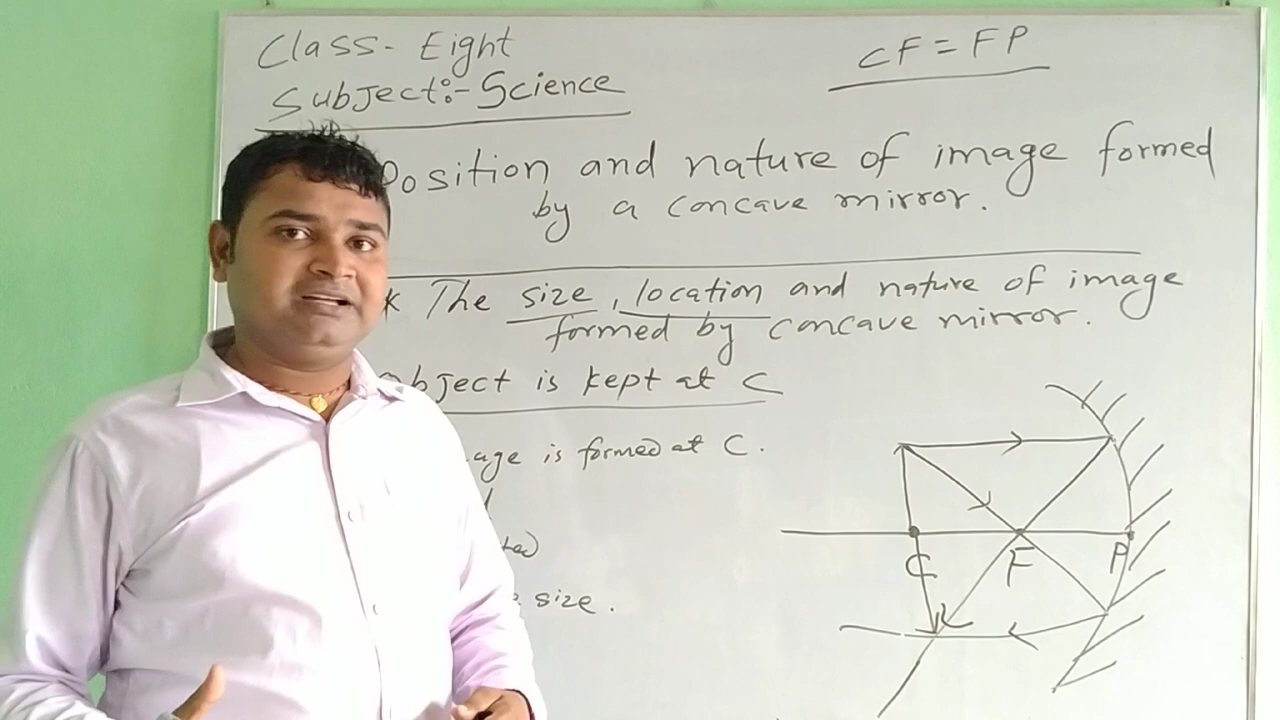 Class- Eight
Subject:- Science
CF = FP
Position and nature of image formed
by a concave mirror.
* The size, location and nature of image
formed by concave mirror.
Object is kept at C
is formed at C.
size.
C F P